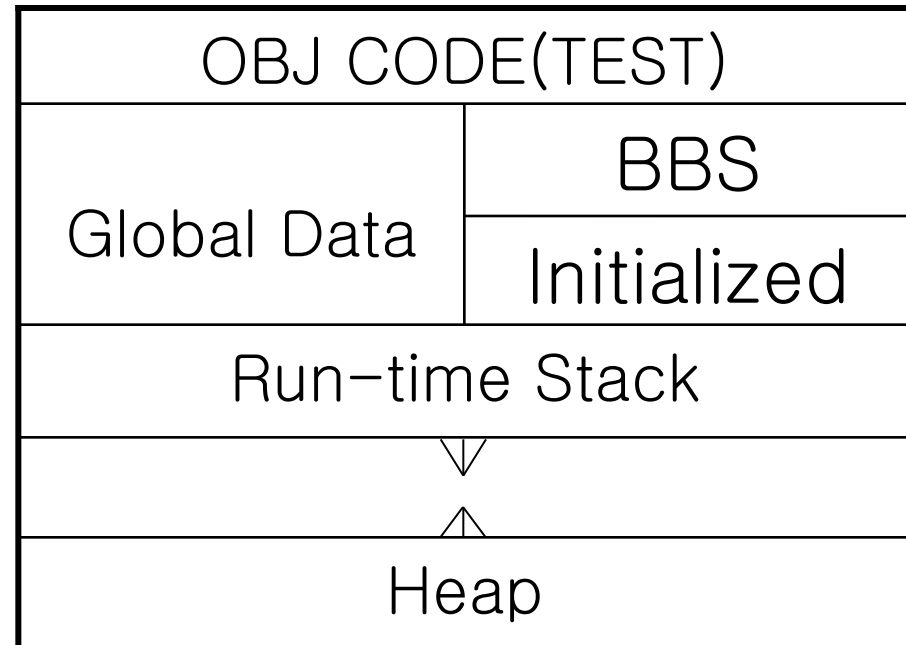 OBJ CODE(TEST)
BBS
Global Data
Initialized
Run-time Stack
Heap